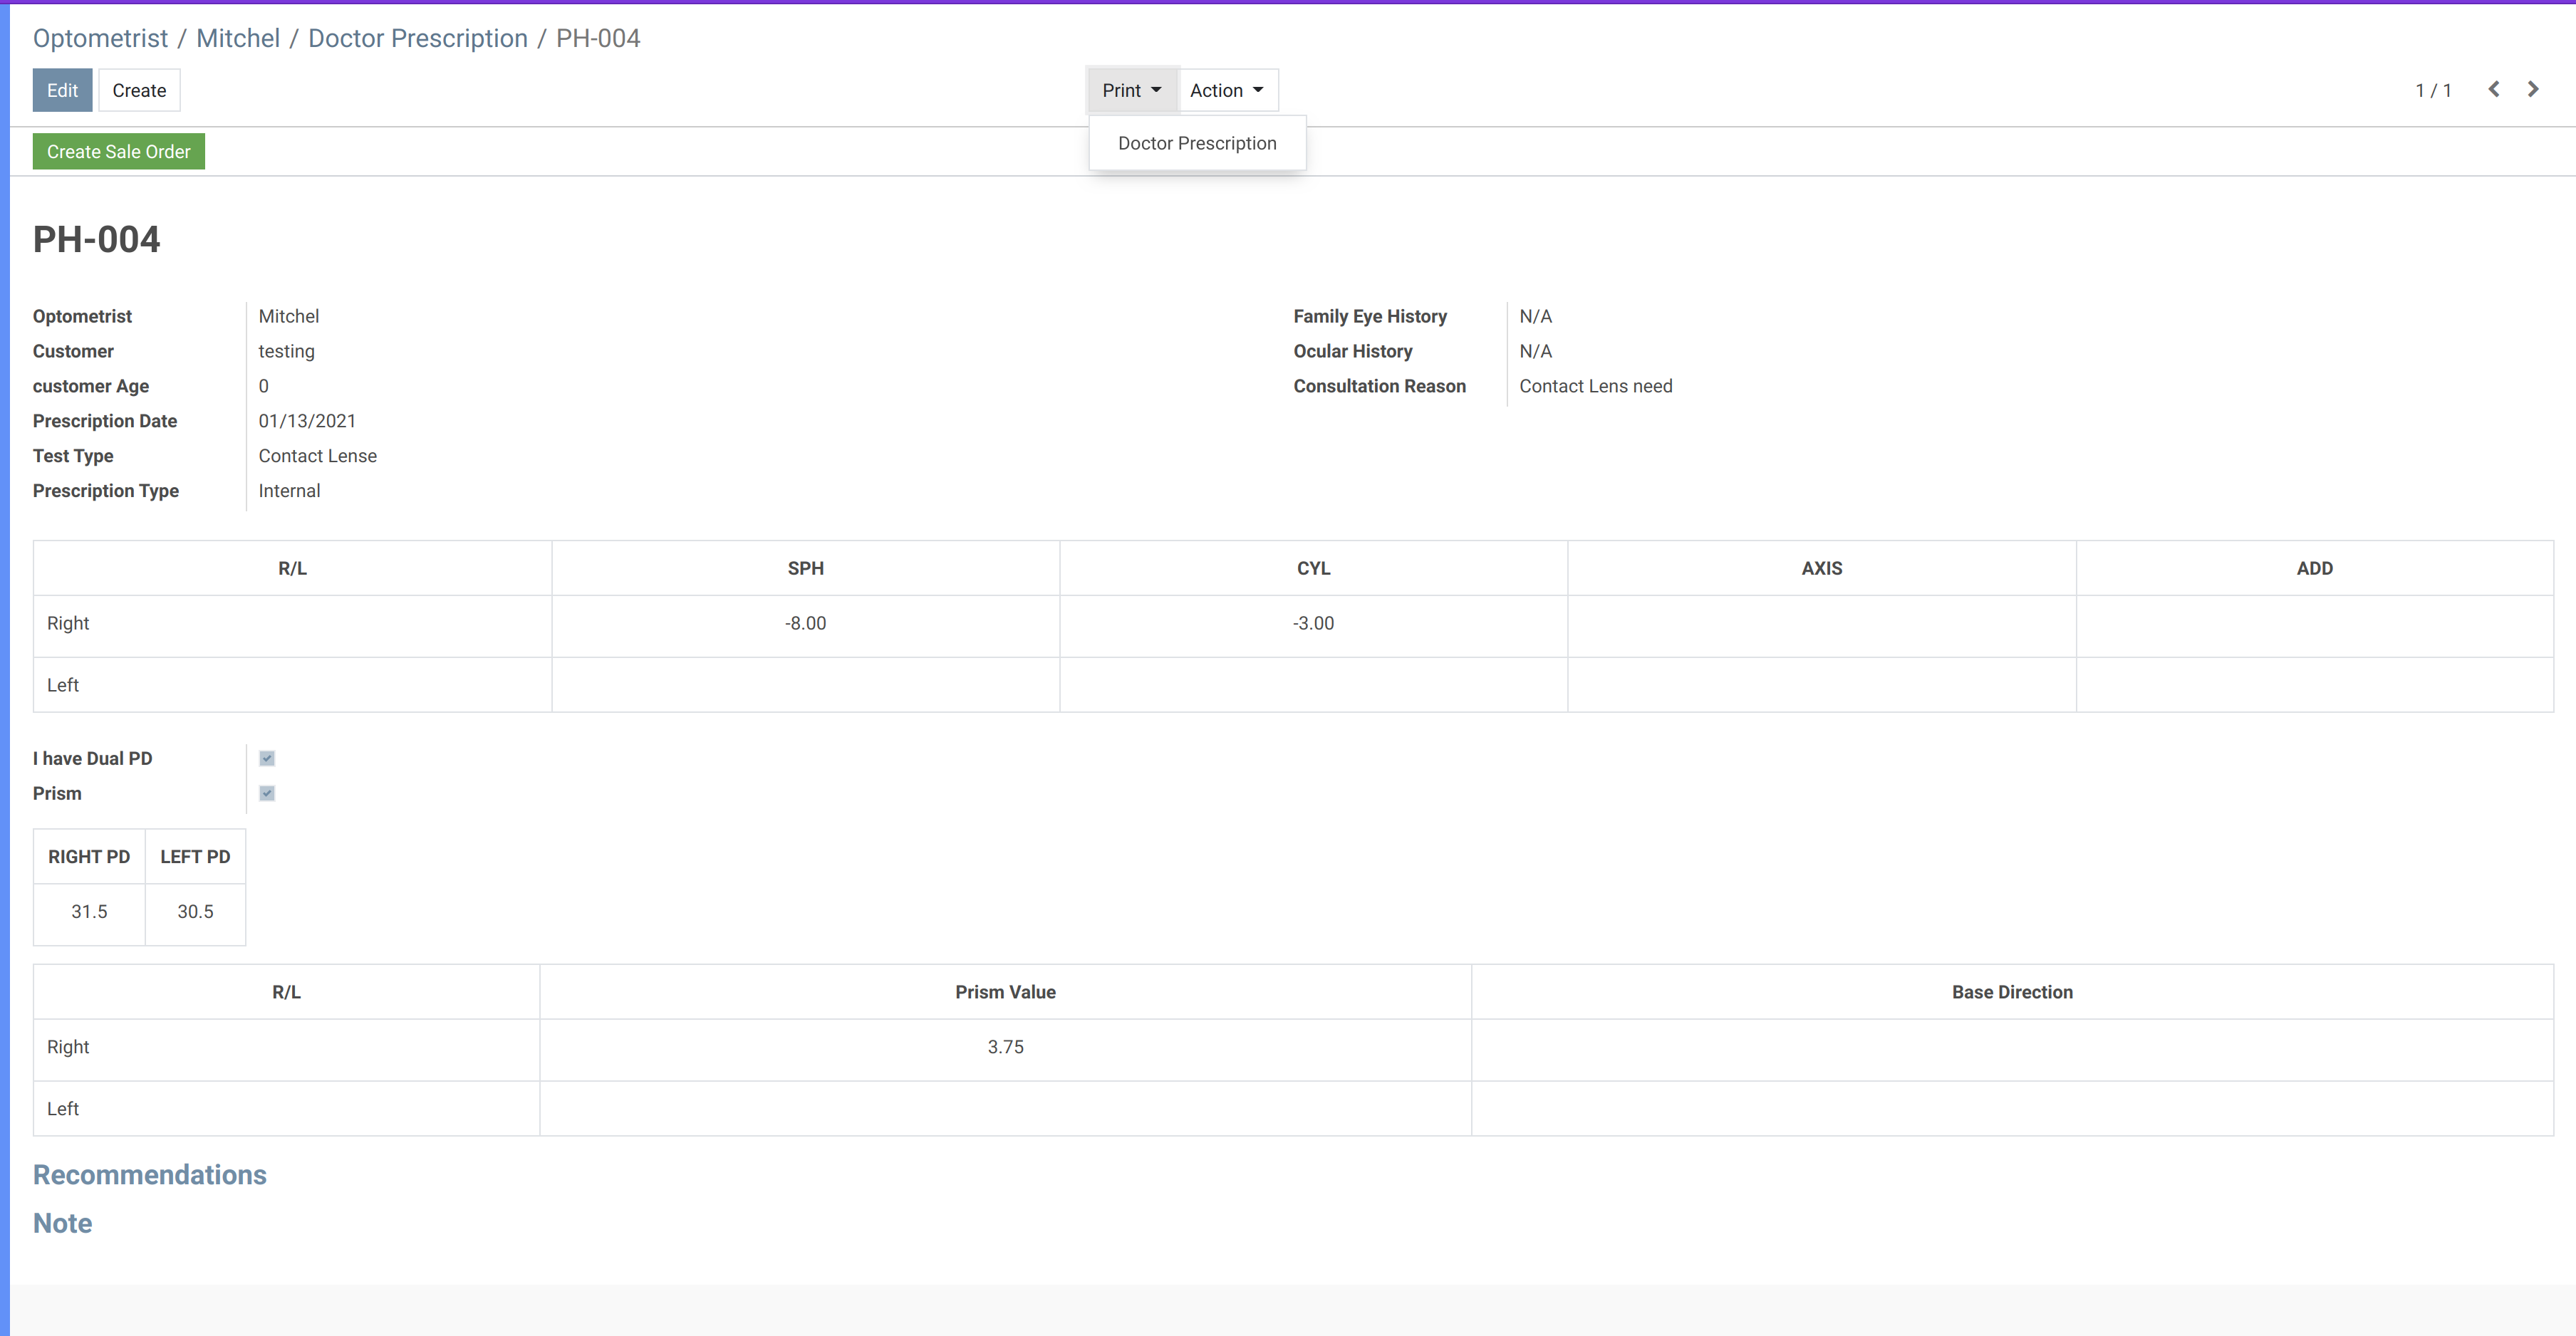 Optometrist / Mitchel / Doctor Prescription / PH-004
Edit Create Print Action 1 / 1
Create Sale Order Doctor Prescription
PH-004
Optometrist Mitchel
Customer testing
customer Age 0
Prescription Date 01/13/2021
Test Type Contact Lense
Prescription Type Internal
Family Eye History N/A
Ocular History N/A
Consultation Reason Contact Lens need
R/L SPH CYL AXIS ADD
Right -8.00 -3.00
Left
I have Dual PD
Prism
RIGHT PD LEFT PD
31.5 30.5
R/L Prism Value Base Direction
Right 3.75
Left
Recommendations
Note